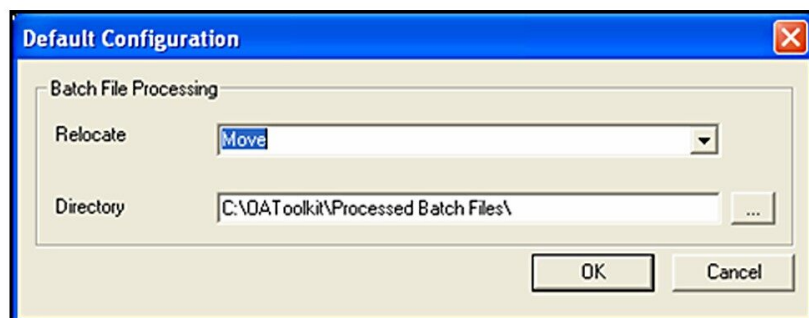 Default Configuration
Batch File Processing
Relocate
Move
Directory
C:\OAToolkit\Processed Batch Files\
...
OK
Cancel